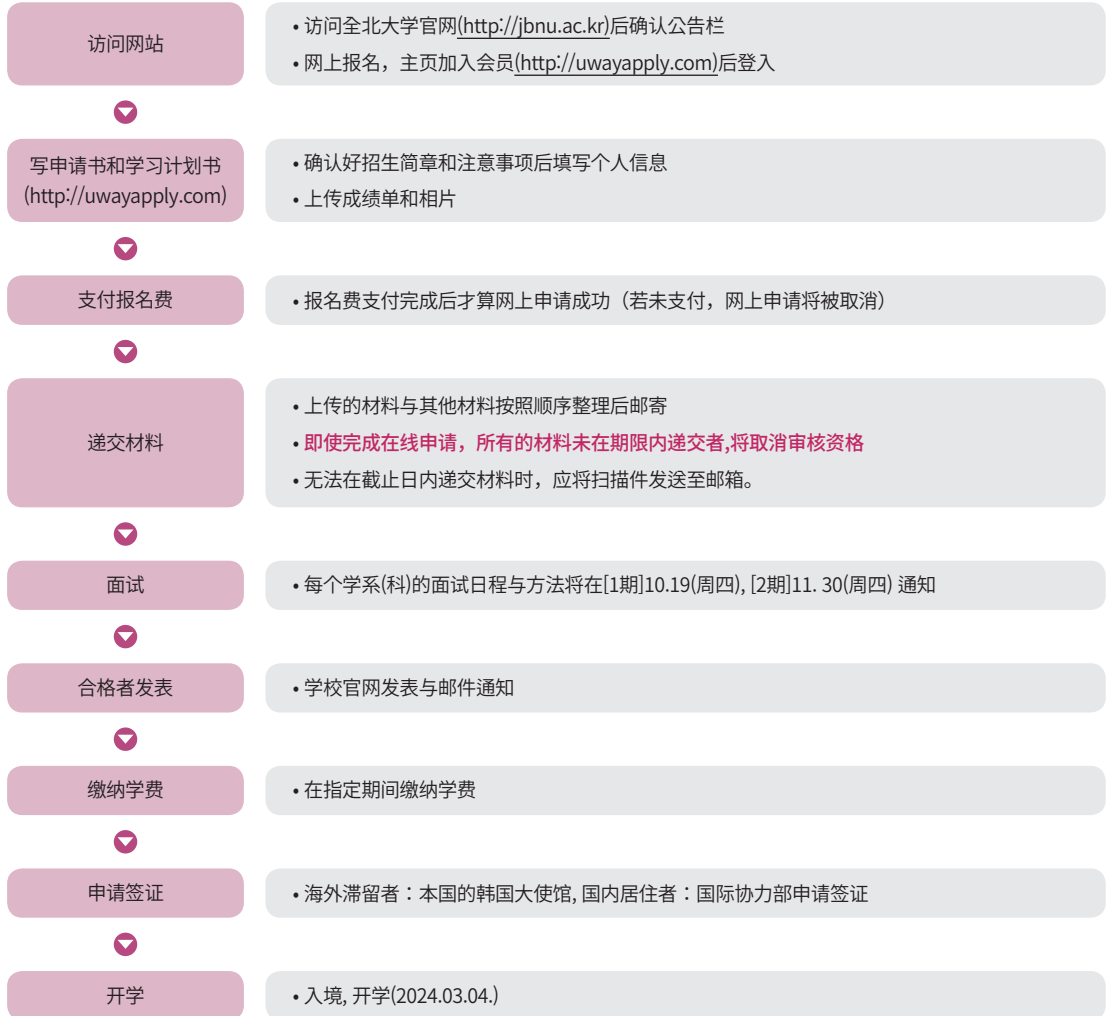 访问网站
• 访问全北大学官网(http://jbnu.ac.kr)后确认公告栏
• 网上报名，主页加入会员(http://uwayapply.com)后登入
写申请书和学习计划书
(http://uwayapply.com)
• 确认好招生简章和注意事项后填写个人信息
• 上传成绩单和相片
支付报名费
• 报名费支付完成后才算网上申请成功（若未支付，网上申请将被取消）
递交材料
• 上传的材料与其他材料按照顺序整理后邮寄
• 即使完成在线申请，所有的材料未在期限内递交者,将取消审核资格
• 无法在截止日内递交材料时，应将扫描件发送至邮箱。
面试
• 每个学系(科)的面试日程与方法将在[1期]10.19(周四), [2期]11. 30(周四) 通知
合格者发表
• 学校官网发表与邮件通知
缴纳学费
• 在指定期间缴纳学费
申请签证
• 海外滞留者：本国的韩国大使馆, 国内居住者：国际协力部申请签证
开学
• 入境, 开学(2024.03.04.)